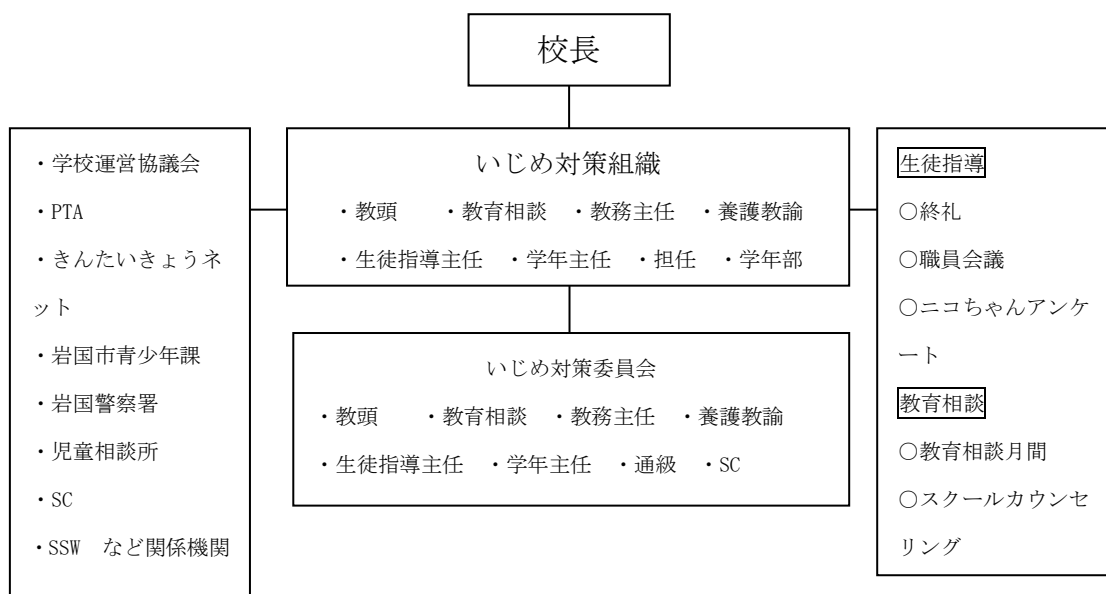 校長
・学校運営協議会
・PTA
・きんたいきょうネ
ット
・岩国市青少年課
・岩国警察署
・児童相談所
・SC
・SSW　など関係機関
いじめ対策組織
・教頭　・教育相談　・教務主任　・養護教諭
・生徒指導主任　・学年主任　・担任　・学年部
いじめ対策委員会
・教頭　・教育相談　・教務主任　・養護教諭
・生徒指導主任　・学年主任　・通級　・SC
生徒指導
○終礼
○職員会議
○ニコちゃんアンケ
ート
教育相談
○教育相談月間
○スクールカウンセ
リング